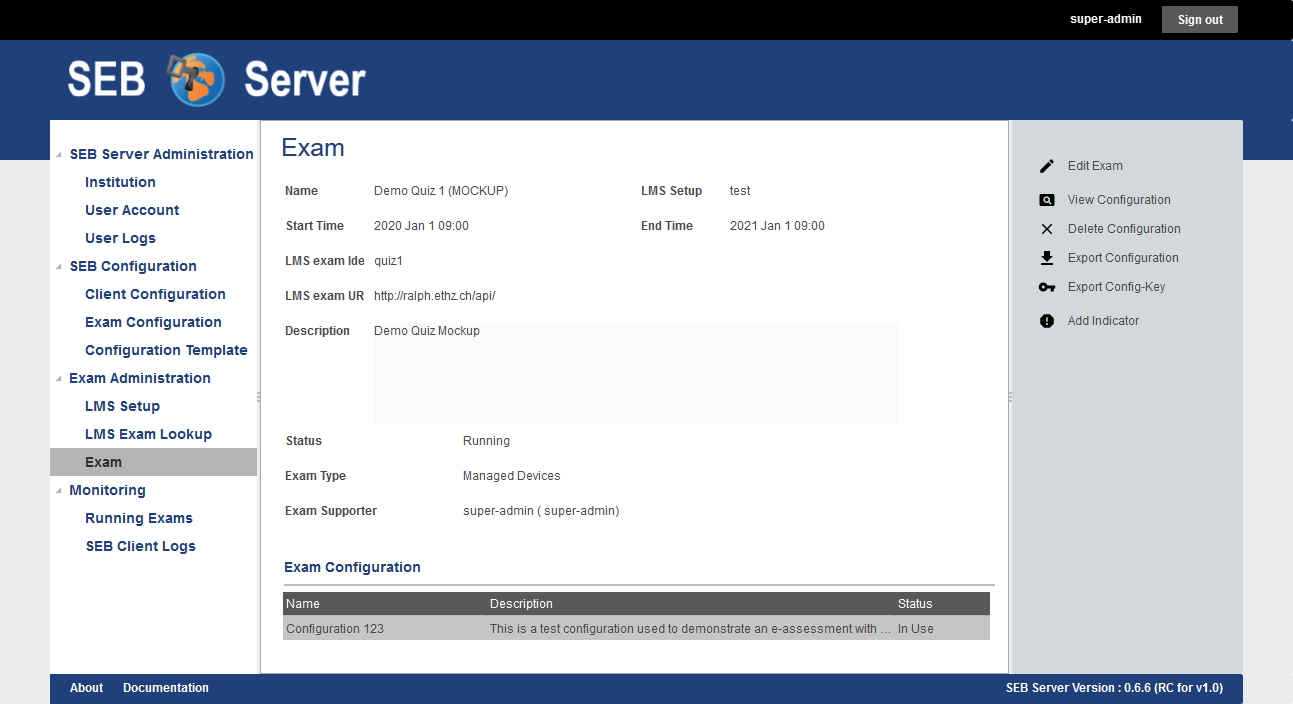 super-admin
Sign out
SEB Server
SEB Server Administration
Institution
User Account
User Logs
SEB Configuration
Client Configuration
Exam Configuration
Configuration Template
Exam Administration
LMS Setup
LMS Exam Lookup
Exam
Monitoring
Running Exams
SEB Client Logs
Exam
Name Demo Quiz 1 (MOCKUP) LMS Setup test
Start Time 2020 Jan 1 09:00 End Time 2021 Jan 1 09:00
LMS exam Ide quiz1
LMS exam UR http://ralph.ethz.ch/api/
Description Demo Quiz Mockup
Status Running
Exam Type Managed Devices
Exam Supporter super-admin ( super-admin)
Exam Configuration
Name Description Status
Configuration 123 This is a test configuration used to demonstrate an e-assessment with ... In Use
Edit Exam
View Configuration
Delete Configuration
Export Configuration
Export Config-Key
Add Indicator
About Documentation SEB Server Version : 0.6.6 (RC for v1.0)